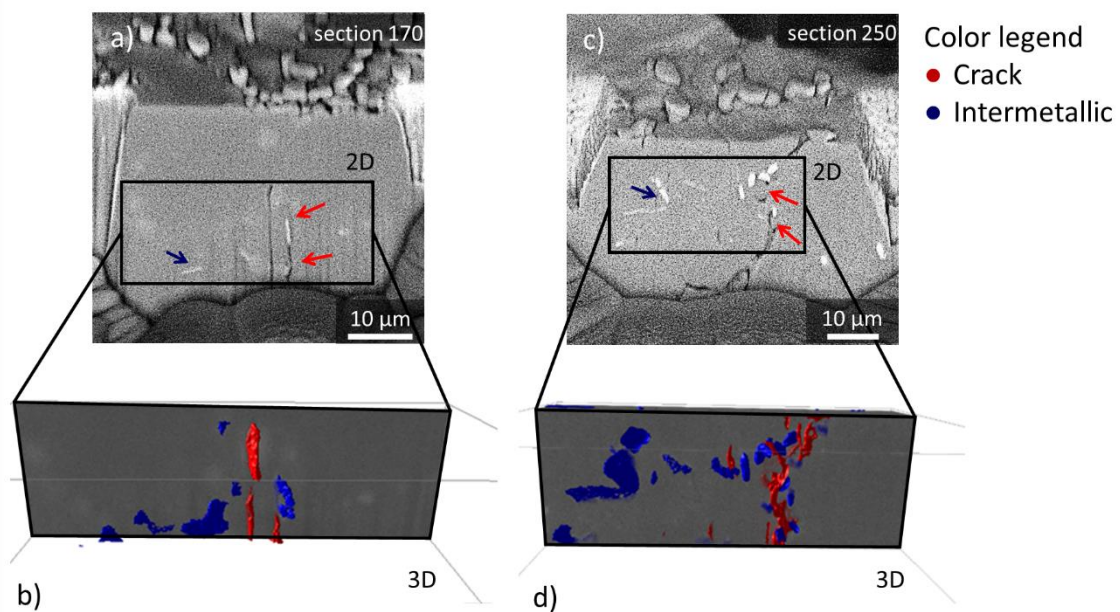 a)
section 170
2D
10 µm
c)
section 250
2D
10 µm
Color legend
Crack
Intermetallic
b)
3D
d)
3D